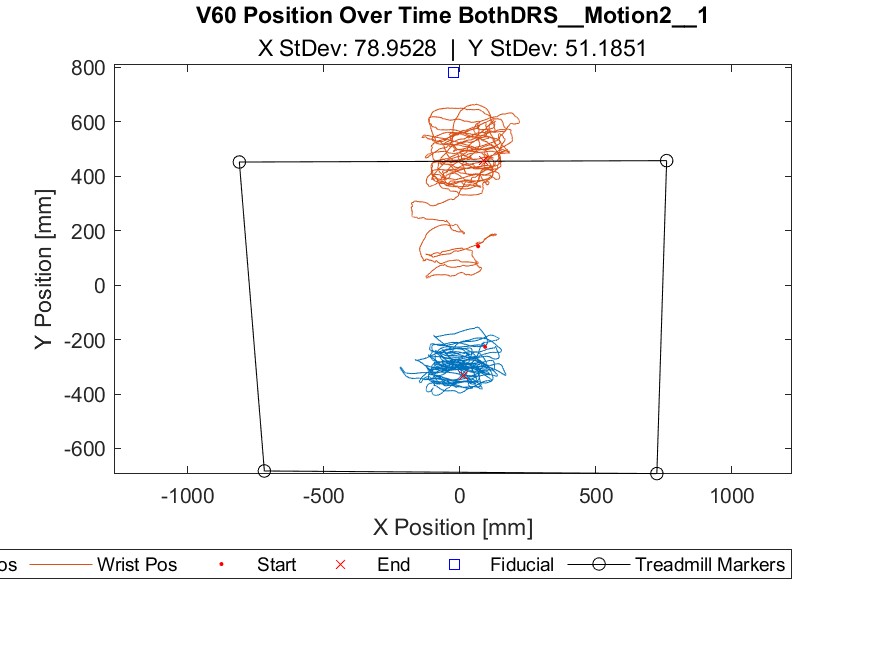 V60 Position Over Time BothDRS__Motion2__1
X StDev: 78.9528 | Y StDev: 51.1851
800
600
400
200
0
-200
-400
-600
Y Position [mm]
-1000 -500 0 500 1000
X Position [mm]
os Wrist Pos Start End Fiducial Treadmill Markers